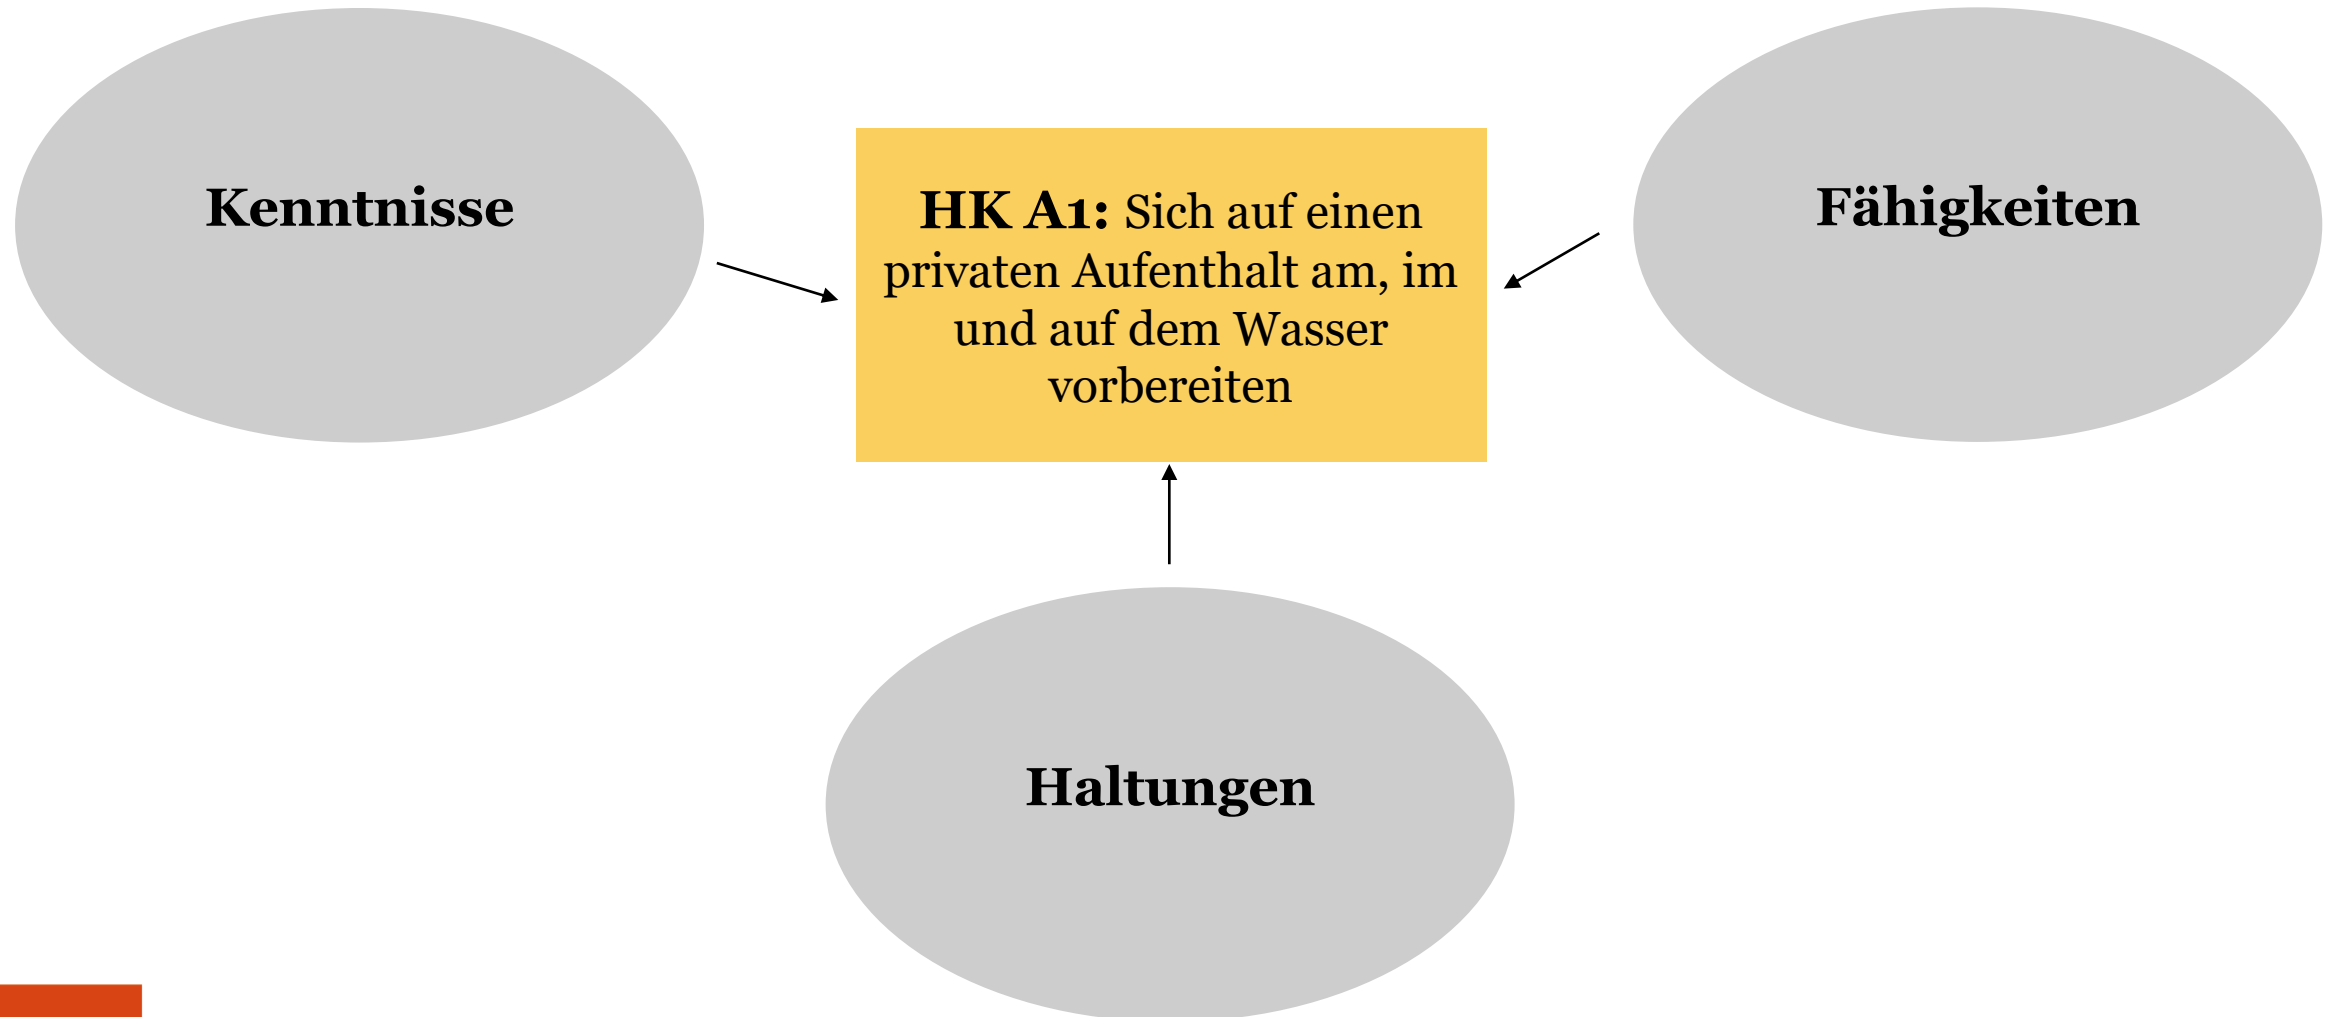 Kenntnisse
HK A1: Sich auf einen
privaten Aufenthalt am, im
und auf dem Wasser
vorbereiten
Fähigkeiten
Haltungen